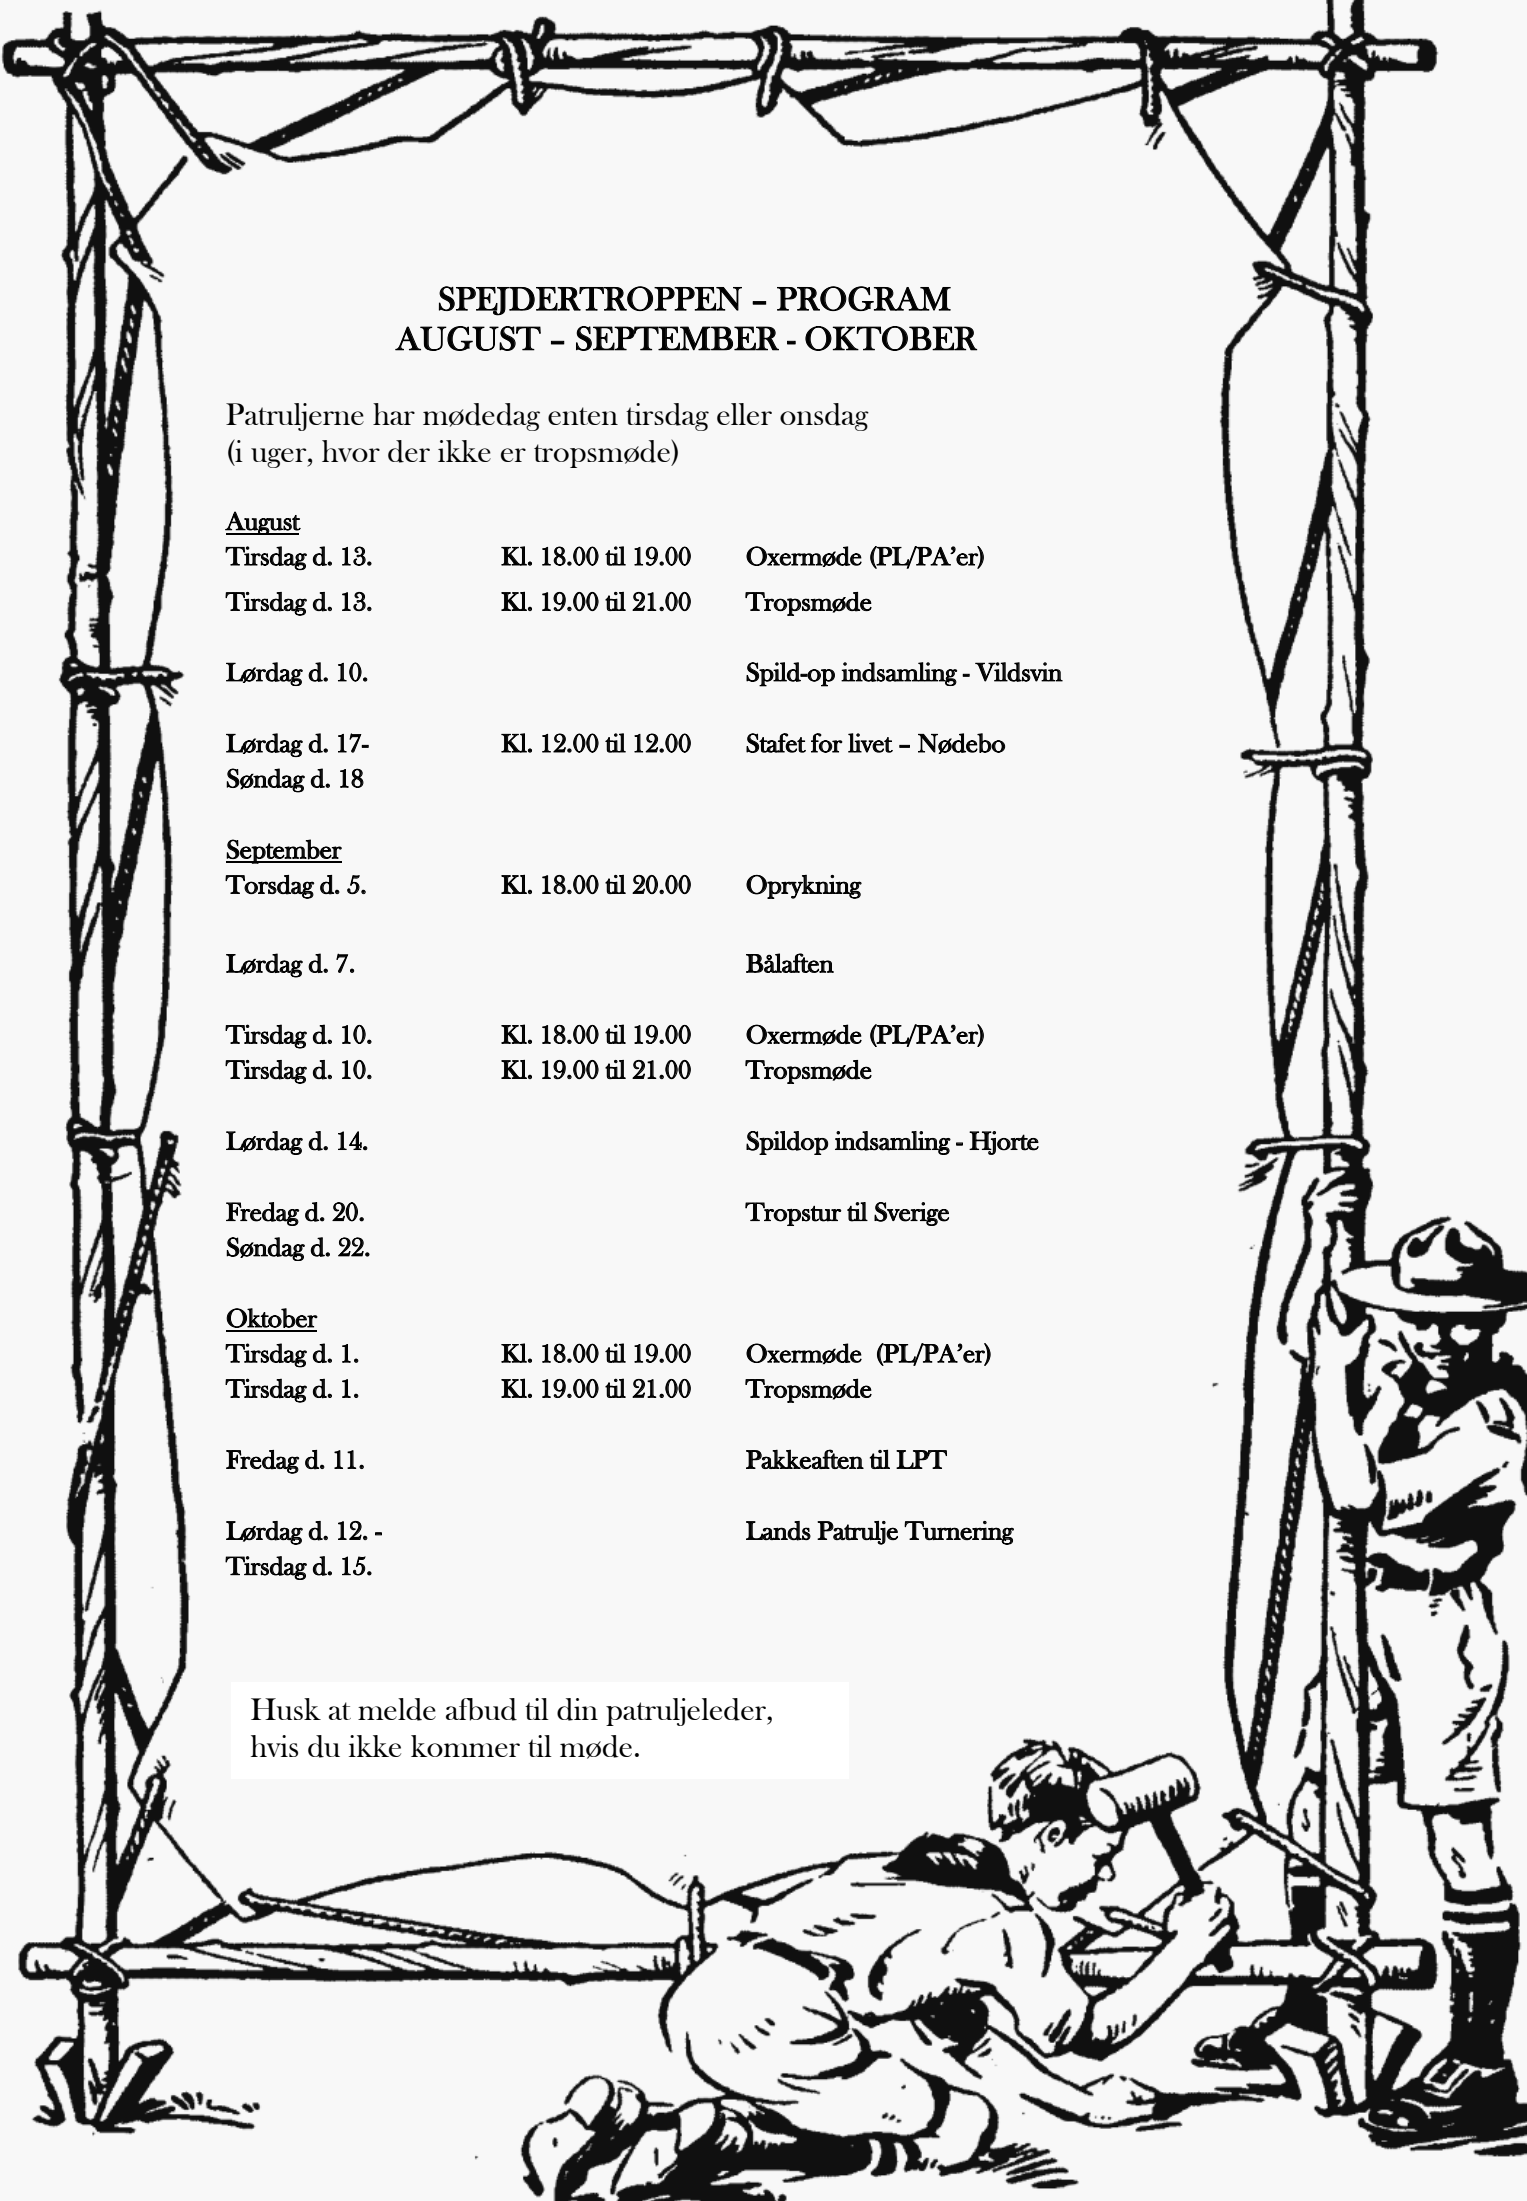 SPEJDERTROPPEN – PROGRAM
AUGUST – SEPTEMBER - OKTOBER
Patruljerne har mødedag enten tirsdag eller onsdag
(i uger, hvor der ikke er tropsmøde)
August
Tirsdag d. 13. Kl. 18.00 til 19.00 Oxermøde (PL/PA’er)
Tirsdag d. 13. Kl. 19.00 til 21.00 Tropsmøde
Lørdag d. 10. Spild-op indsamling - Vildsvin
Lørdag d. 17- Kl. 12.00 til 12.00 Stafet for livet – Nødebo
Søndag d. 18
September
Torsdag d. 5. Kl. 18.00 til 20.00 Oprykning
Lørdag d. 7. Bålaften
Tirsdag d. 10. Kl. 18.00 til 19.00 Oxermøde (PL/PA’er)
Tirsdag d. 10. Kl. 19.00 til 21.00 Tropsmøde
Lørdag d. 14. Spildop indsamling - Hjorte
Fredag d. 20. Tropstur til Sverige
Søndag d. 22.
Oktober
Tirsdag d. 1. Kl. 18.00 til 19.00 Oxermøde (PL/PA’er)
Tirsdag d. 1. Kl. 19.00 til 21.00 Tropsmøde
Fredag d. 11. Pakkeaften til LPT
Lørdag d. 12. - Lands Patrulje Turnering
Tirsdag d. 15.
Husk at melde afbud til din patruljeleder,
hvis du ikke kommer til møde.